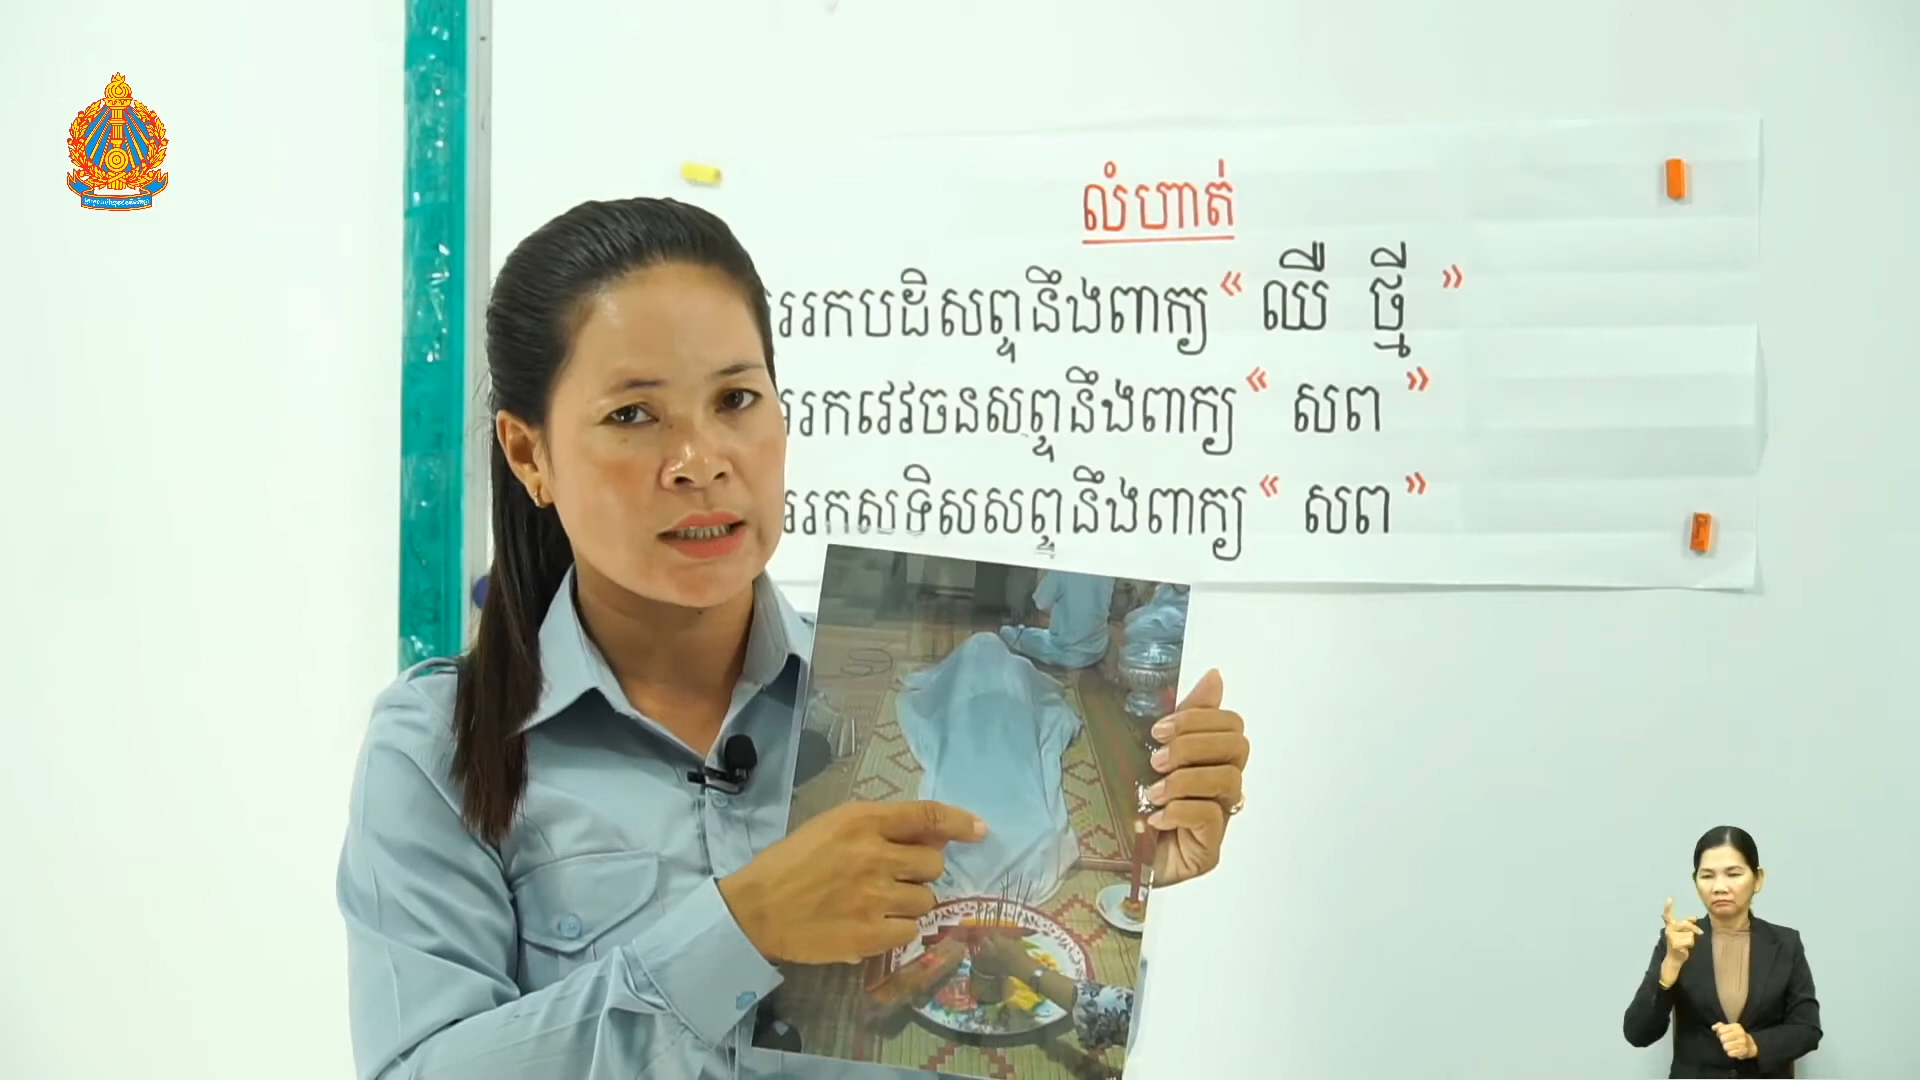 លំហាត់
រកបដិសព្ទនឹងពាក្យ “ ឈឺ ថ្មី ”
រកវេវចនសព្ទនឹងពាក្យ “ សព ”
រកសទិសសព្ទនឹងពាក្យ “ សព ”